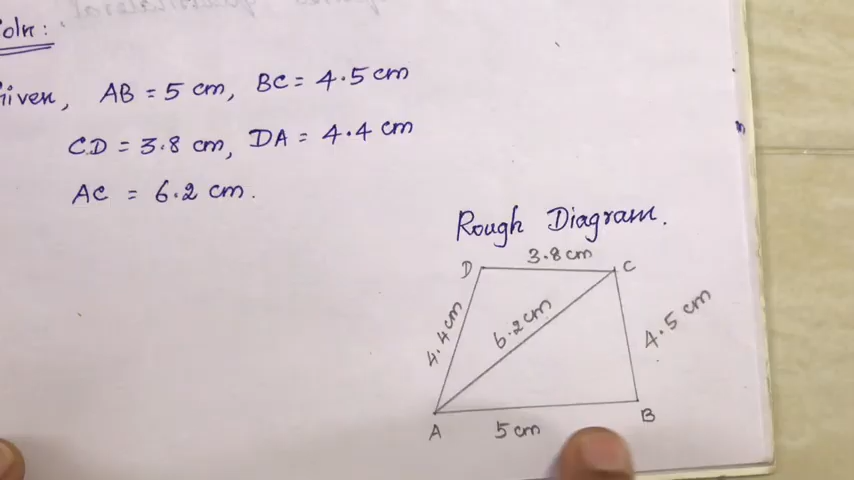 Soln:
Given, AB = 5 cm, BC = 4.5 cm
CD = 3.8 cm, DA = 4.4 cm
AC = 6.2 cm.
Rough Diagram.
3.8 cm
D
C
4.4 cm
6.2 cm
4.5 cm
A
5 cm
B